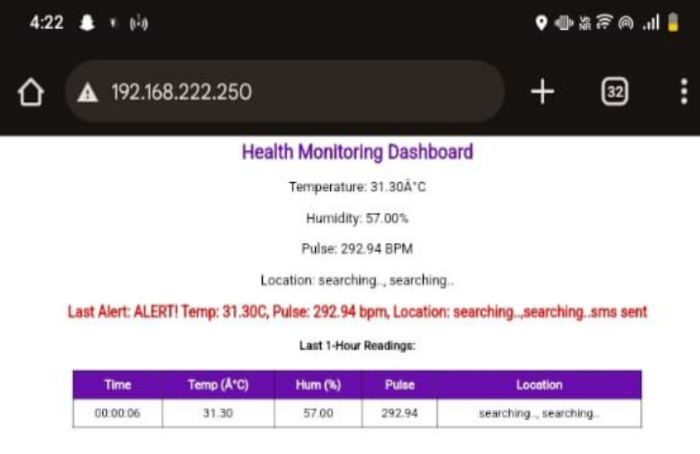 4:22
192.168.222.250
32
Health Monitoring Dashboard
Temperature: 31.30Â°C
Humidity: 57.00%
Pulse: 292.94 BPM
Location: searching.., searching..
Last Alert: ALERT! Temp: 31.30C, Pulse: 292.94 bpm, Location: searching..,searching..sms sent
Last 1-Hour Readings:
Time Temp (Â°C) Hum (%) Pulse Location
00:00:06 31.30 57.00 292.94 searching.., searching..